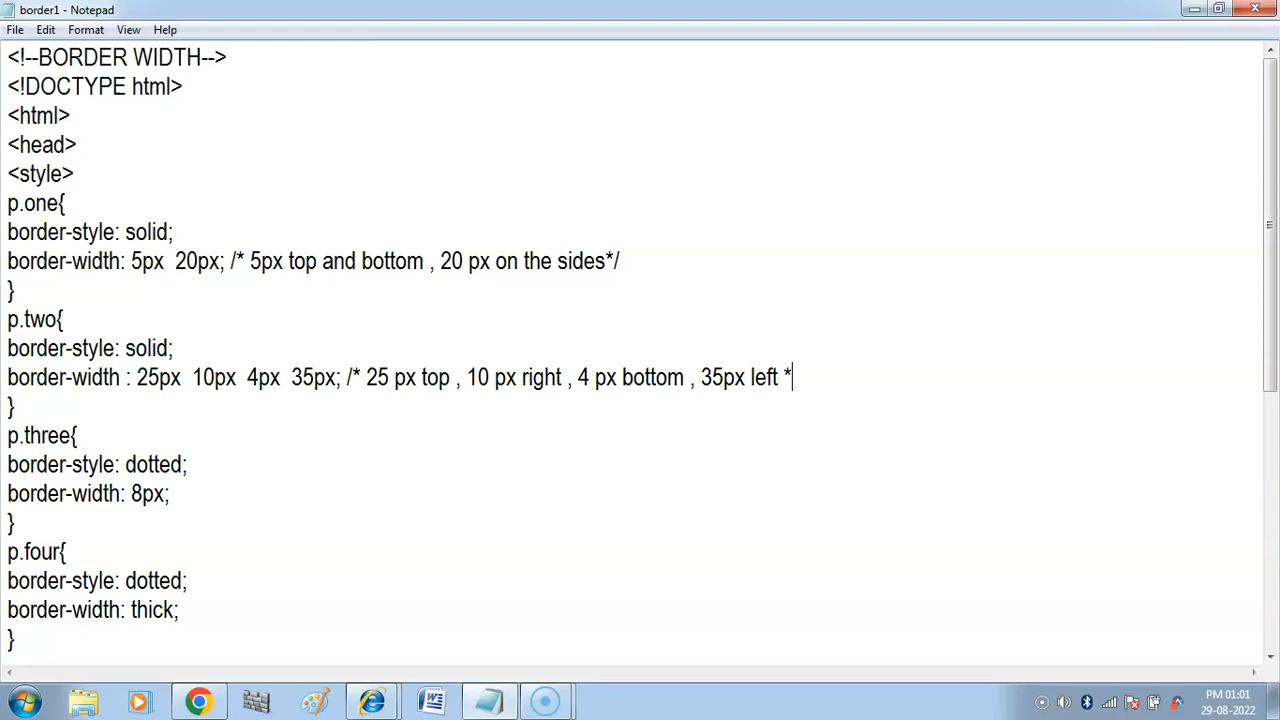 border1 - Notepad
File Edit Format View Help
<!--BORDER WIDTH-->
<!DOCTYPE html>
<html>
<head>
<style>
p.one{
border-style: solid;
border-width: 5px  20px; /* 5px top and bottom , 20 px on the sides*/
}
p.two{
border-style: solid;
border-width : 25px  10px  4px  35px; /* 25 px top , 10 px right , 4 px bottom , 35px left *
}
p.three{
border-style: dotted;
border-width: 8px;
}
p.four{
border-style: dotted;
border-width: thick;
}
PM 01:01
29-08-2022